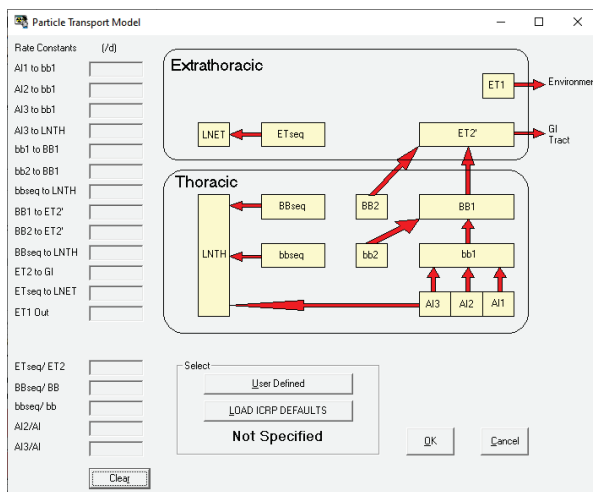 Particle Transport Model
Rate Constants (/d)
AI1 to bb1
AI2 to bb1
AI3 to bb1
AI3 to LNTH
bb1 to BB1
bb2 to BB1
bbseq to LNTH
BB1 to ET2'
BB2 to ET2'
BBseq to LNTH
ET2 to GI
ETseq to LNET
ET1 Out
ETseq/ ET2
BBseq/ BB
bbseq/ bb
AI2/AI
AI3/AI
Clear
Extrathoracic
ET1
Environmen
LNET
ETseq
ET2'
GI
Tract
Thoracic
LNTH
BBseq
BB2
BB1
bbseq
bb2
bb1
AI3
AI2
AI1
Select
User Defined
LOAD ICRP DEFAULTS
Not Specified
OK
Cancel